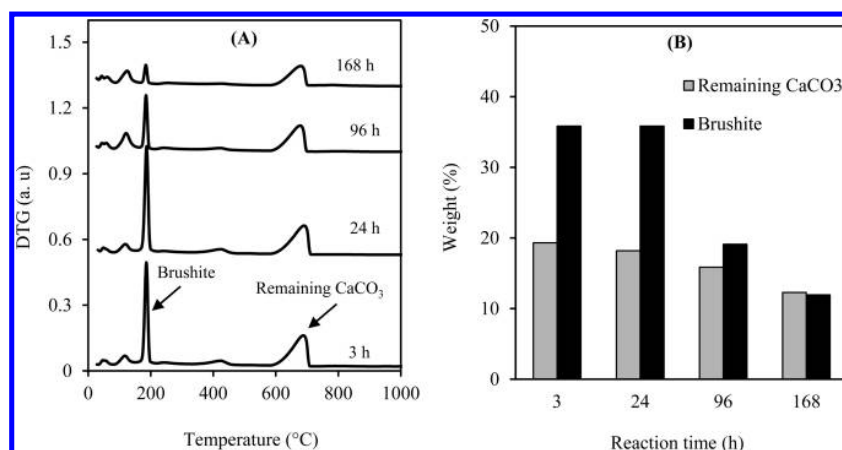 (A)
1.5
1.2
0.9
0.6
0.3
0
DTG (a. u)
168 h
96 h
24 h
3 h
Brushite
Remaining CaCO3
0 200 400 600 800 1000
Temperature (°C)
(B)
50
40
30
20
10
0
Weight (%)
Remaining CaCO3
Brushite
3 24 96 168
Reaction time (h)